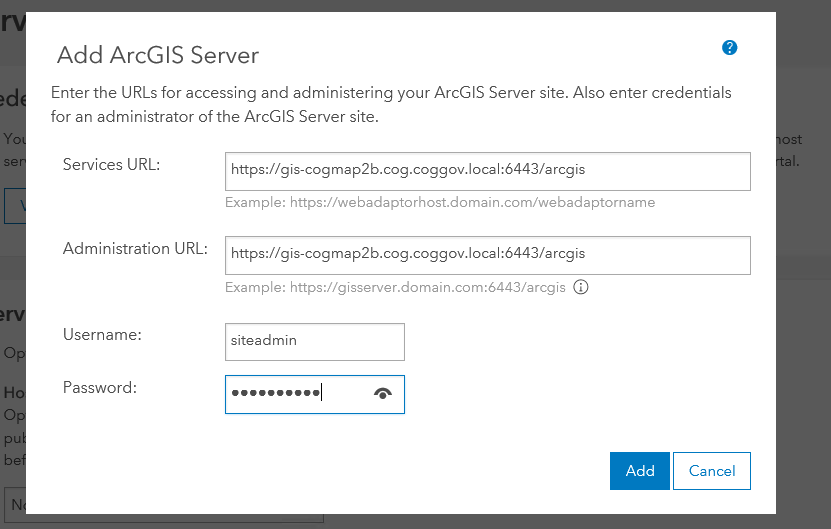 Add ArcGIS Server
?
Enter the URLs for accessing and administering your ArcGIS Server site. Also enter credentials
for an administrator of the ArcGIS Server site.
Services URL:
https://gis-cogmap2b.cog.coggov.local:6443/arcgis
Example: https://webadaptorhost.domain.com/webadaptorname
Administration URL:
https://gis-cogmap2b.cog.coggov.local:6443/arcgis
Example: https://gisserver.domain.com:6443/arcgis
Username:
siteadmin
Password:
••••••••••
Add
Cancel